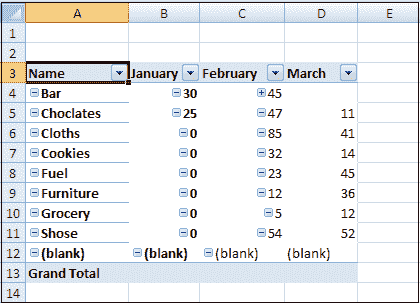 A B C D E
1
2
3 Name January February March
4 Bar 30 45
5 Choclates 25 47 11
6 Cloths 0 85 41
7 Cookies 0 32 14
8 Fuel 0 23 45
9 Furniture 0 12 36
10 Grocery 0 5 12
11 Shose 0 54 52
12 (blank) (blank) (blank) (blank)
13 Grand Total
14